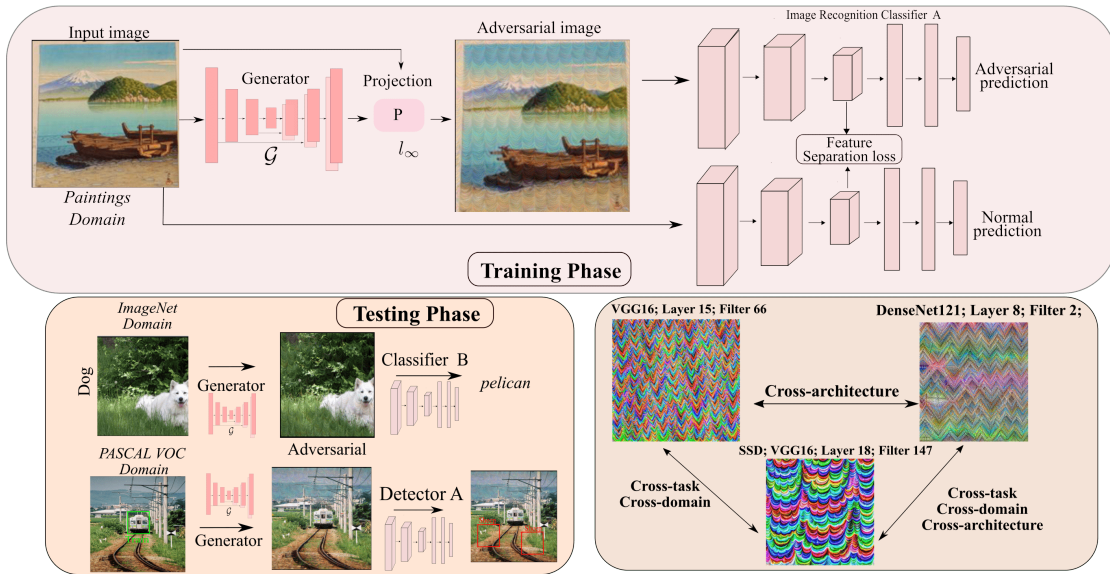 Input image
Adversarial image
Image Recognition Classifier A
Generator
Projection
P
𝒢
l∞
Paintings
Domain
Feature
Separation loss
Adversarial
prediction
Normal
prediction
Training Phase
Testing Phase
ImageNet
Domain
Dog
Generator
𝒢
Adversarial
Classifier B
pelican
PASCAL VOC
Domain
𝒢
Generator
Detector A
VGG16; Layer 15; Filter 66
DenseNet121; Layer 8; Filter 2;
Cross-architecture
SSD; VGG16; Layer 18; Filter 147
Cross-task
Cross-domain
Cross-task
Cross-domain
Cross-architecture